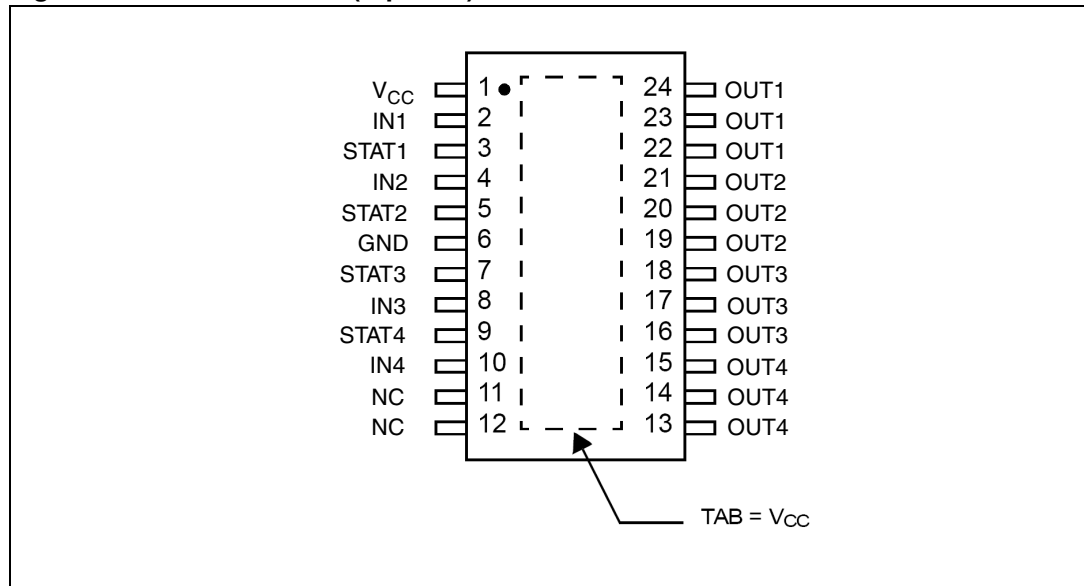 V_CC 1 24 OUT1
IN1 2 23 OUT1
STAT1 3 22 OUT1
IN2 4 21 OUT2
STAT2 5 20 OUT2
GND 6 19 OUT2
STAT3 7 18 OUT3
IN3 8 17 OUT3
STAT4 9 16 OUT3
IN4 10 15 OUT4
NC 11 14 OUT4
NC 12 13 OUT4
TAB = V_CC